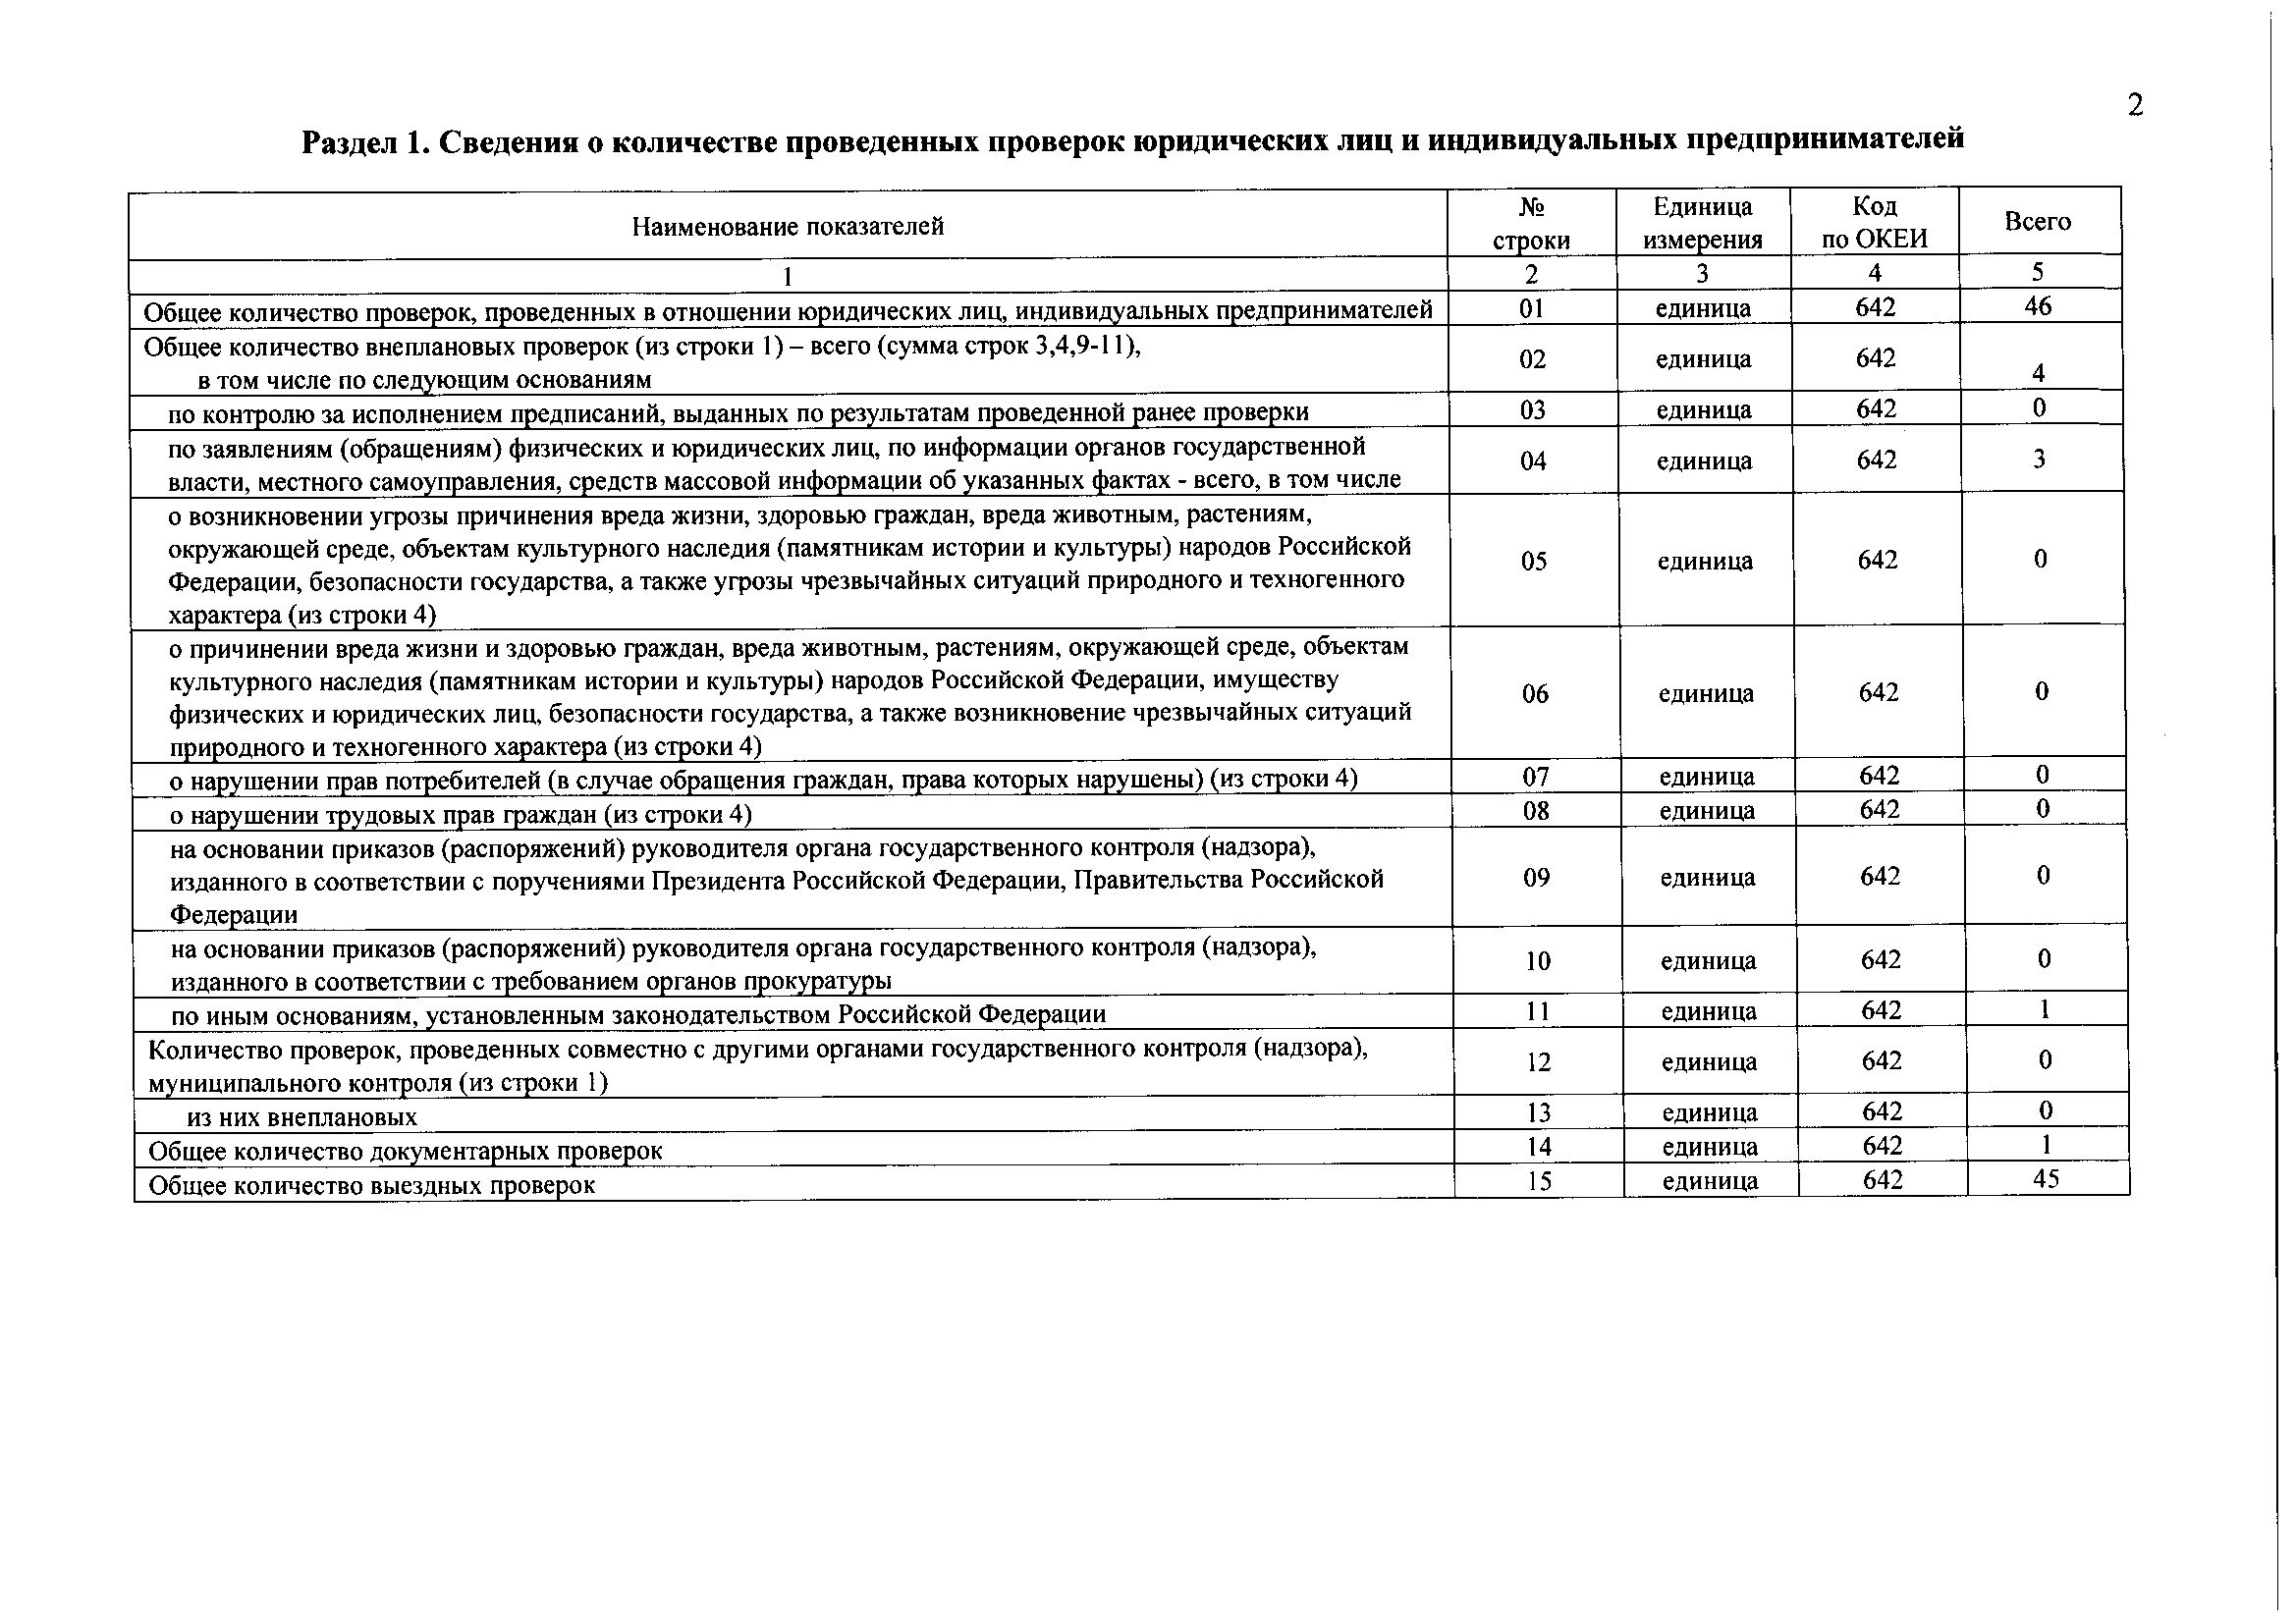 2
Раздел 1. Сведения о количестве проведенных проверок юридических лиц и индивидуальных предпринимателей
Наименование показателей № строки Единица измерения Код по ОКЕИ Всего
1 2 3 4 5
Общее количество проверок, проведенных в отношении юридических лиц, индивидуальных предпринимателей 01 единица 642 46
Общее количество внеплановых проверок (из строки 1) – всего (сумма строк 3,4,9-11),
в том числе по следующим основаниям 02 единица 642 4
по контролю за исполнением предписаний, выданных по результатам проведенной ранее проверки 03 единица 642 0
по заявлениям (обращениям) физических и юридических лиц, по информации органов государственной
власти, местного самоуправления, средств массовой информации об указанных фактах - всего, в том числе 04 единица 642 3
о возникновении угрозы причинения вреда жизни, здоровью граждан, вреда животным, растениям,
окружающей среде, объектам культурного наследия (памятникам истории и культуры) народов Российской
Федерации, безопасности государства, а также угрозы чрезвычайных ситуаций природного и техногенного
характера (из строки 4) 05 единица 642 0
о причинении вреда жизни и здоровью граждан, вреда животным, растениям, окружающей среде, объектам
культурного наследия (памятникам истории и культуры) народов Российской Федерации, имуществу
физических и юридических лиц, безопасности государства, а также возникновение чрезвычайных ситуаций
природного и техногенного характера (из строки 4) 06 единица 642 0
о нарушении прав потребителей (в случае обращения граждан, права которых нарушены) (из строки 4) 07 единица 642 0
о нарушении трудовых прав граждан (из строки 4) 08 единица 642 0
на основании приказов (распоряжений) руководителя органа государственного контроля (надзора),
изданного в соответствии с поручениями Президента Российской Федерации, Правительства Российской
Федерации 09 единица 642 0
на основании приказов (распоряжений) руководителя органа государственного контроля (надзора),
изданного в соответствии с требованием органов прокуратуры 10 единица 642 0
по иным основаниям, установленным законодательством Российской Федерации 11 единица 642 1
Количество проверок, проведенных совместно с другими органами государственного контроля (надзора),
муниципального контроля (из строки 1) 12 единица 642 0
из них внеплановых 13 единица 642 0
Общее количество документарных проверок 14 единица 642 1
Общее количество выездных проверок 15 единица 642 45